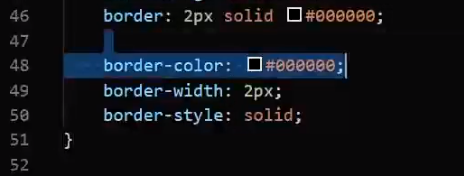 46 border: 2px solid #000000;
47
48 border-color: #000000;
49 border-width: 2px;
50 border-style: solid;
51 }
52